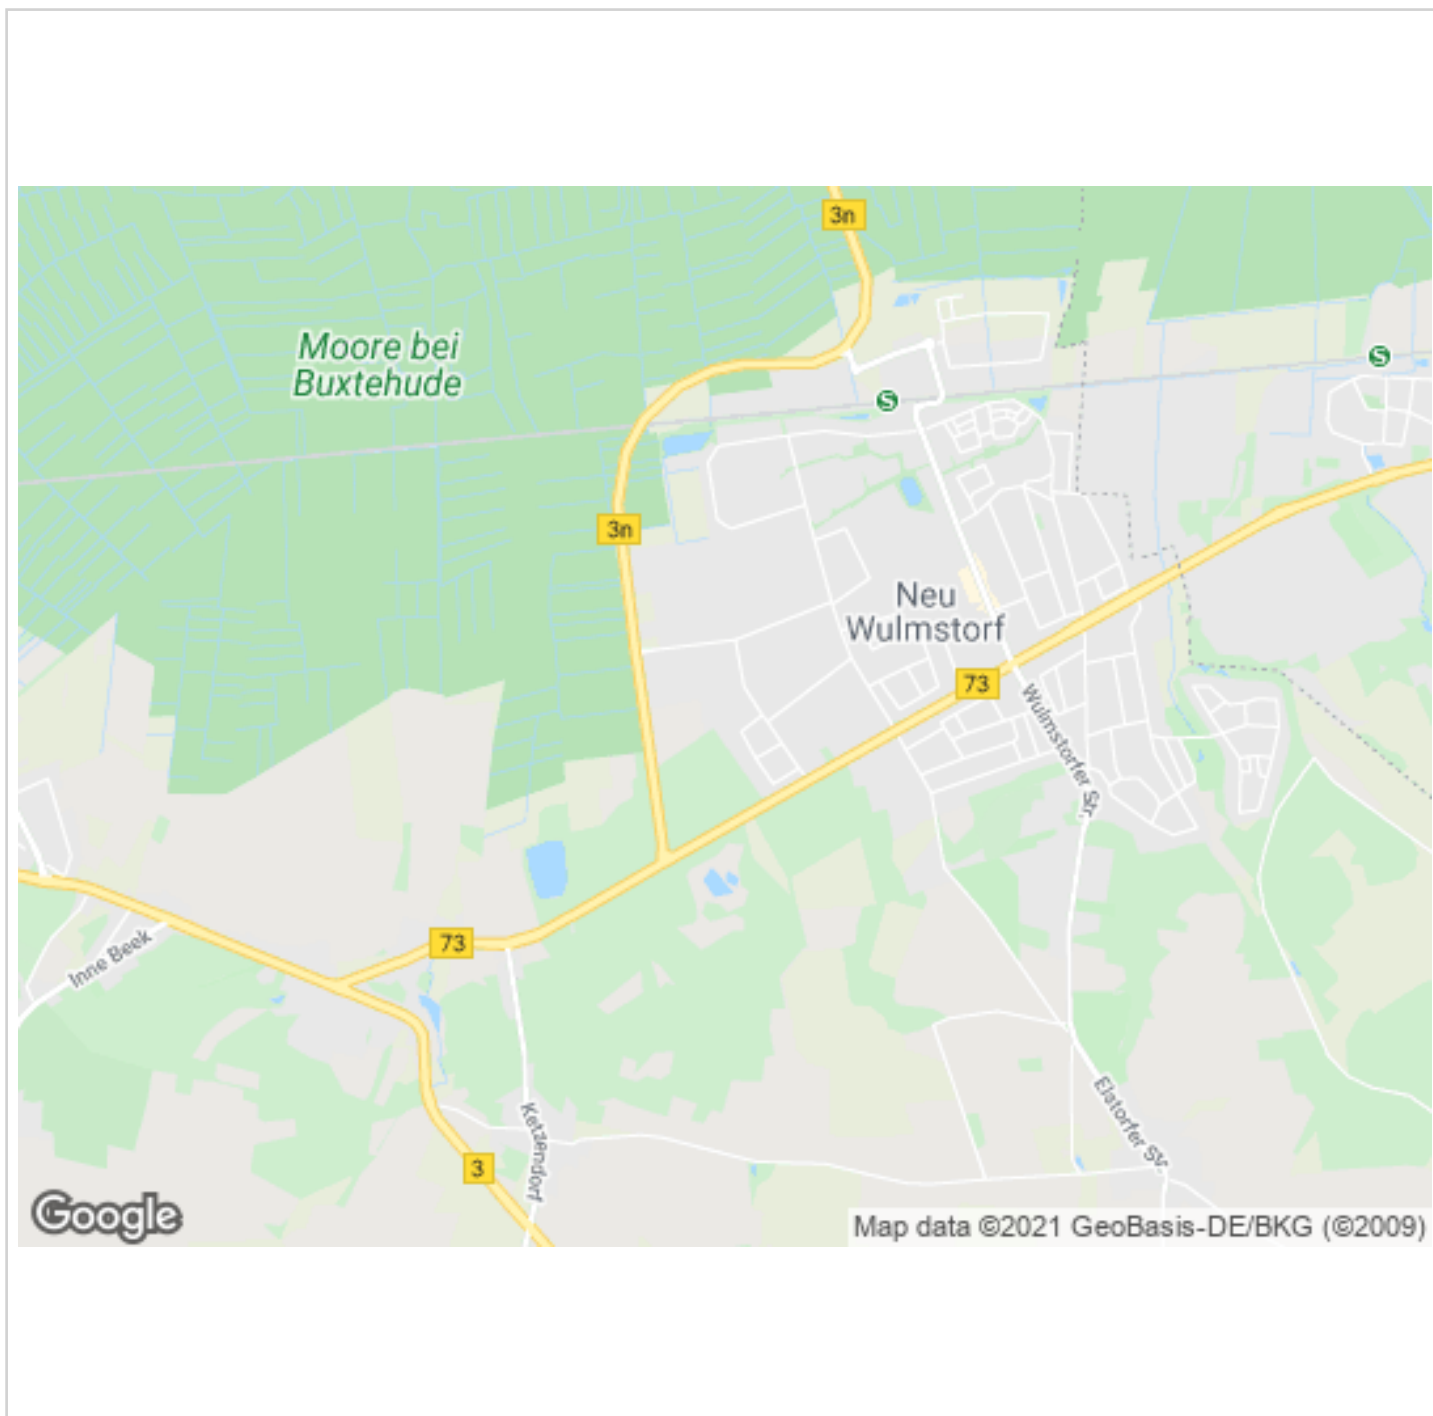 3n
Moore bei
Buxtehude
S
S
3n
Neu
Wulmstorf
73
Wulmstorfer Str.
73
Inne Beek
Ketzendorf
Elstorfer Str.
3
Google
Map data ©2021 GeoBasis-DE/BKG (©2009)